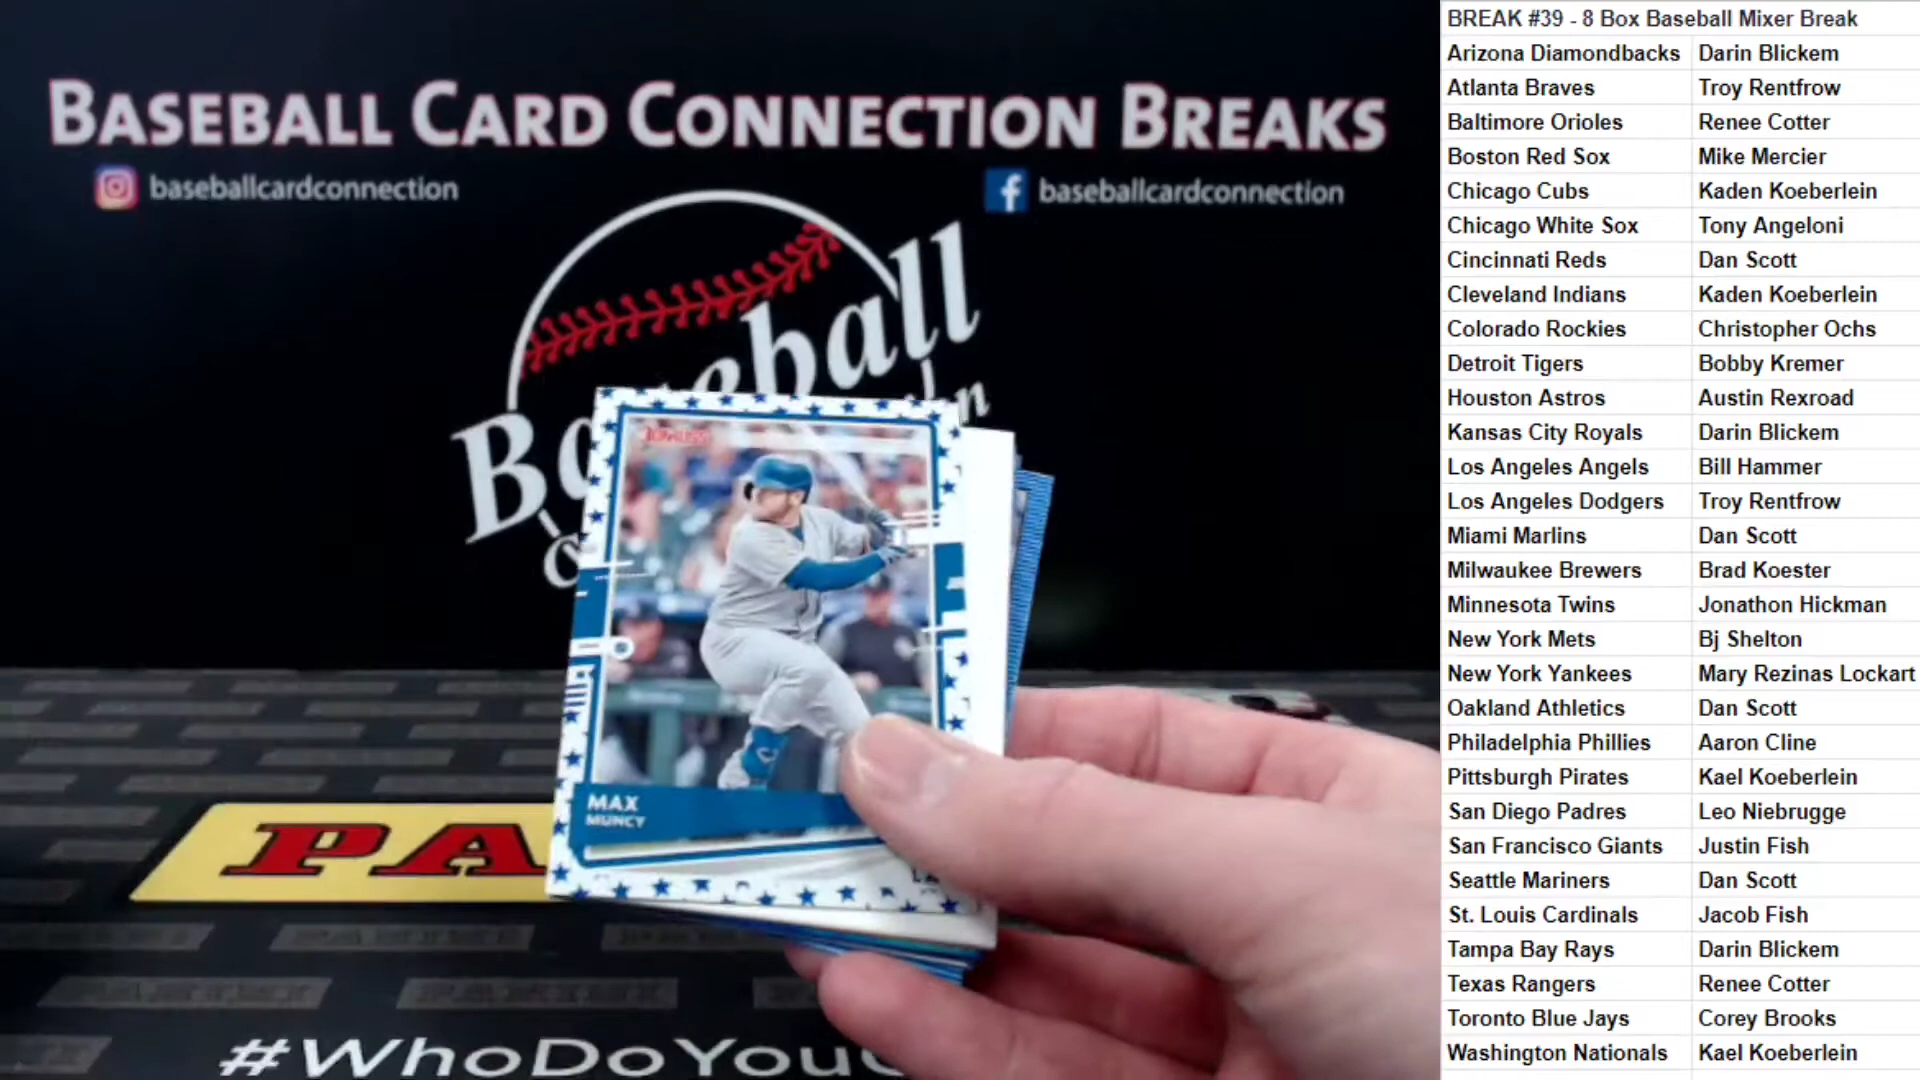 BASEBALL CARD CONNECTION BREAKS
baseballcardconnection
baseballcardconnection
Baseball
DONRUSS
MAX
MUNCY
PA
#WhoDoYou
BREAK #39 - 8 Box Baseball Mixer Break
Arizona Diamondbacks Darin Blickem
Atlanta Braves Troy Rentfrow
Baltimore Orioles Renee Cotter
Boston Red Sox Mike Mercier
Chicago Cubs Kaden Koeberlein
Chicago White Sox Tony Angeloni
Cincinnati Reds Dan Scott
Cleveland Indians Kaden Koeberlein
Colorado Rockies Christopher Ochs
Detroit Tigers Bobby Kremer
Houston Astros Austin Rexroad
Kansas City Royals Darin Blickem
Los Angeles Angels Bill Hammer
Los Angeles Dodgers Troy Rentfrow
Miami Marlins Dan Scott
Milwaukee Brewers Brad Koester
Minnesota Twins Jonathon Hickman
New York Mets Bj Shelton
New York Yankees Mary Rezinas Lockart
Oakland Athletics Dan Scott
Philadelphia Phillies Aaron Cline
Pittsburgh Pirates Kael Koeberlein
San Diego Padres Leo Niebrugge
San Francisco Giants Justin Fish
Seattle Mariners Dan Scott
St. Louis Cardinals Jacob Fish
Tampa Bay Rays Darin Blickem
Texas Rangers Renee Cotter
Toronto Blue Jays Corey Brooks
Washington Nationals Kael Koeberlein